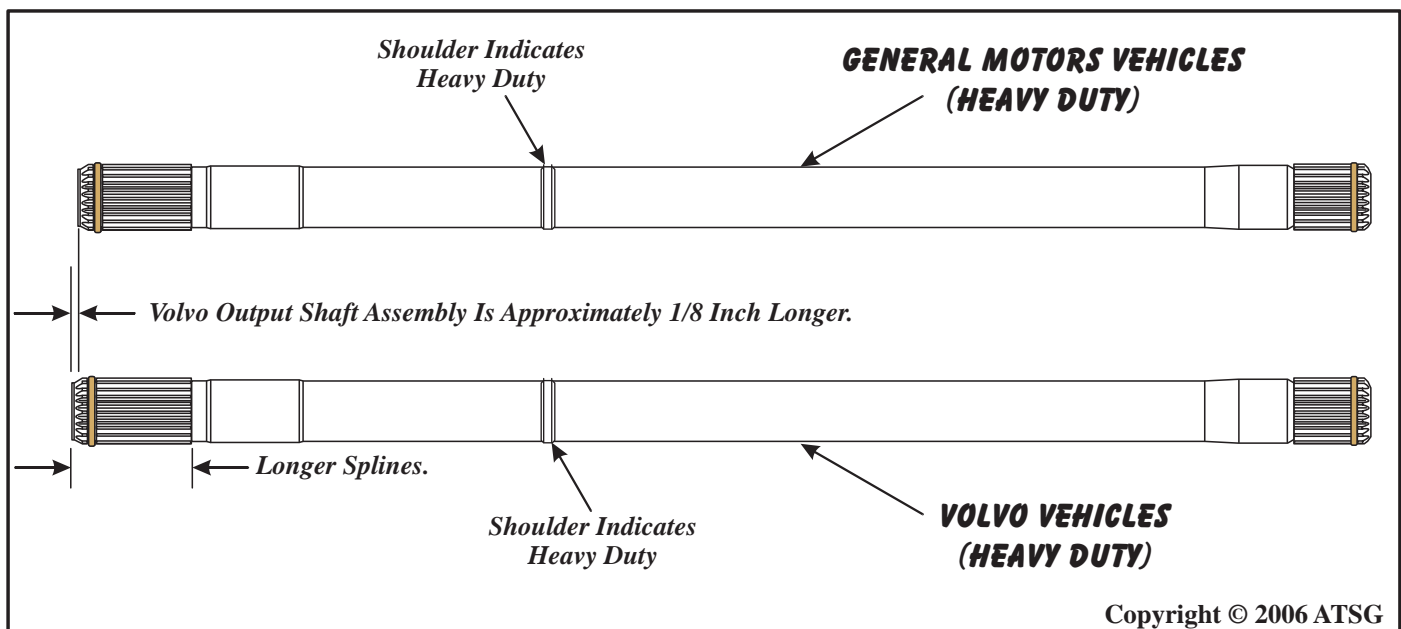 Shoulder Indicates
Heavy Duty
GENERAL MOTORS VEHICLES
(HEAVY DUTY)
Volvo Output Shaft Assembly Is Approximately 1/8 Inch Longer.
Longer Splines.
Shoulder Indicates
Heavy Duty
VOLVO VEHICLES
(HEAVY DUTY)
Copyright © 2006 ATSG